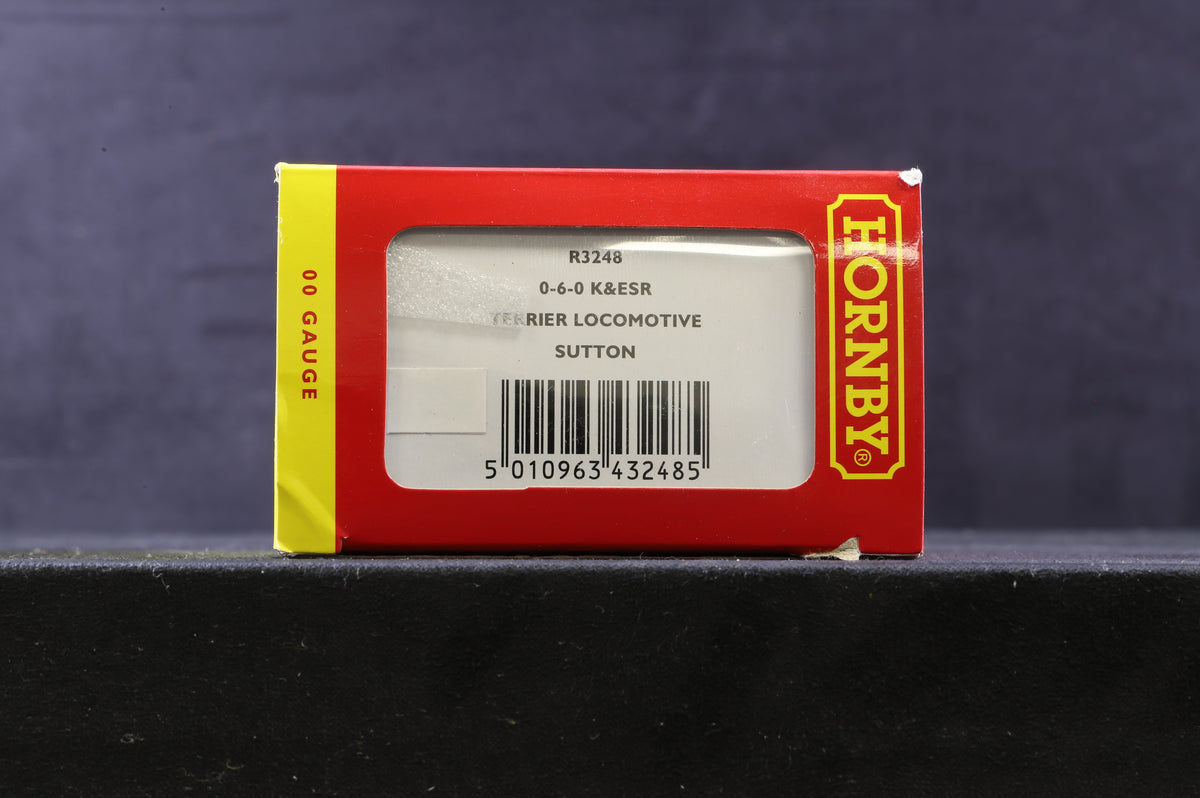 00 GAUGE
R3248
0-6-0 K&ESR
TERRIER LOCOMOTIVE
SUTTON
5 010963 432485
HORNBY®